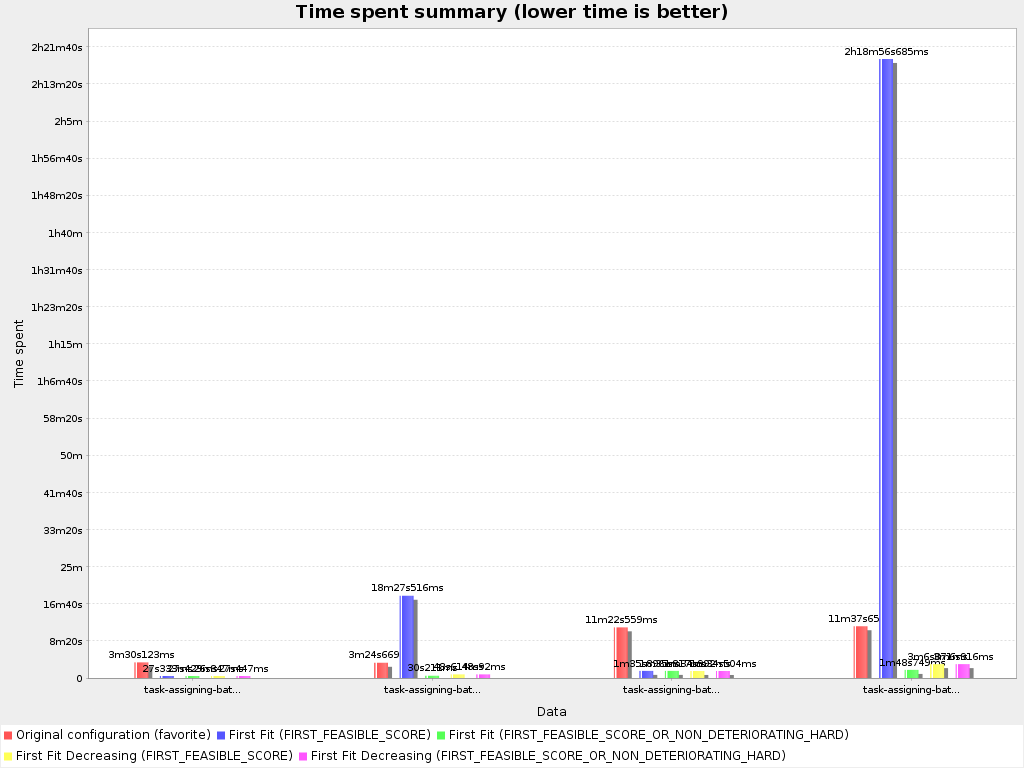 Time spent summary (lower time is better)
2h21m40s
2h13m20s
2h5m
1h56m40s
1h48m20s
1h40m
1h31m40s
1h23m20s
1h15m
1h6m40s
58m20s
50m
41m40s
33m20s
25m
16m40s
8m20s
0
Time spent
3m30s123ms
3m24s669
18m27s516ms
11m22s559ms
11m37s65
2h18m56s685ms
1m48s749ms
task-assigning-bat...
task-assigning-bat...
task-assigning-bat...
task-assigning-bat...
Data
Original configuration (favorite)
First Fit (FIRST_FEASIBLE_SCORE)
First Fit (FIRST_FEASIBLE_SCORE_OR_NON_DETERIORATING_HARD)
First Fit Decreasing (FIRST_FEASIBLE_SCORE)
First Fit Decreasing (FIRST_FEASIBLE_SCORE_OR_NON_DETERIORATING_HARD)